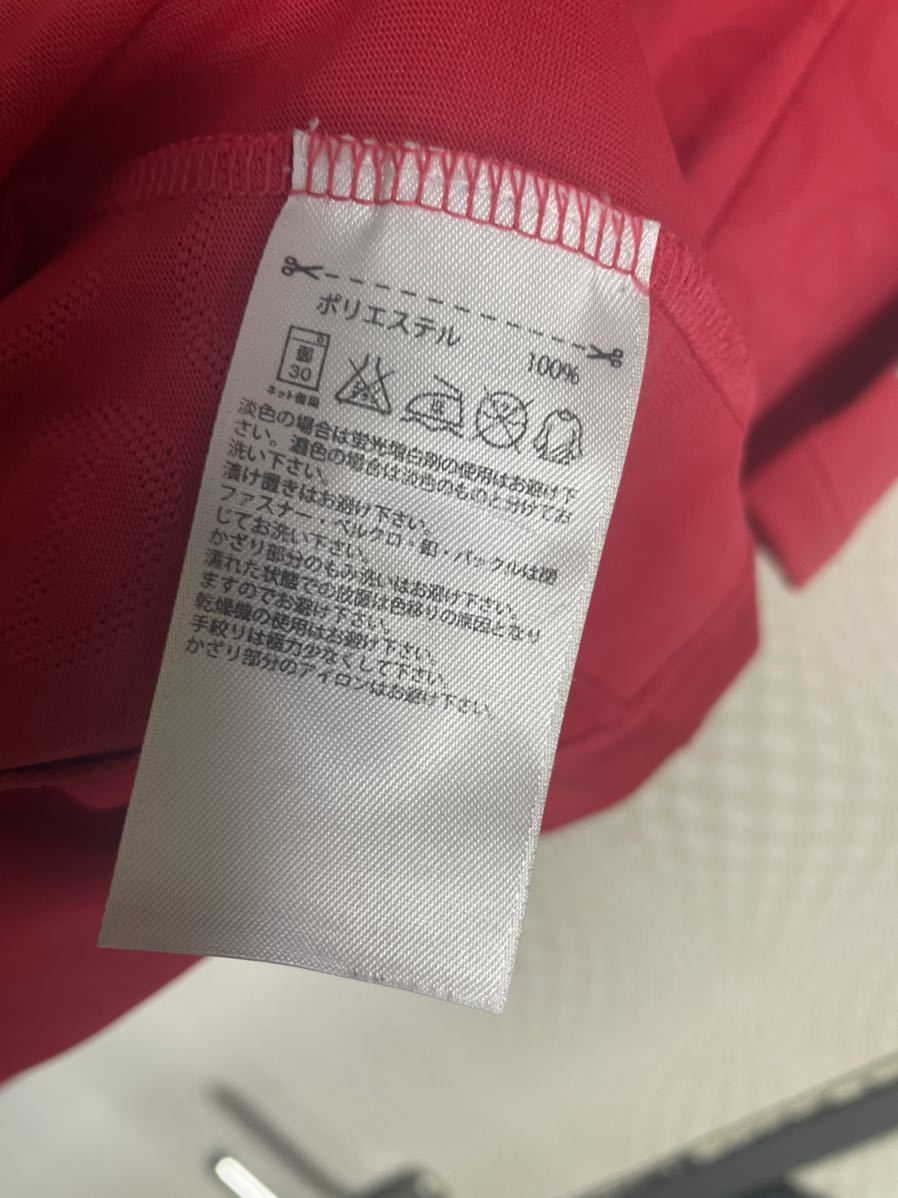 ポリエステル 100%
弱
30
ネット使用
低
淡色の場合は蛍光増白剤の使用はお避け下
さい。濃色の場合は淡色のものと分けてお
洗い下さい。
漬け置きはお避け下さい。
ファスナー・ベルクロ・釦・バックルは閉
じてお洗い下さい。
かざり部分のもみ洗いはお避け下さい。
濡れた状態での放置は色移りの原因となり
ますのでお避け下さい。
乾燥機の使用はお避け下さい。
手絞りは極力少なくして下さい。
かざり部分のアイロンはお避け下さい。